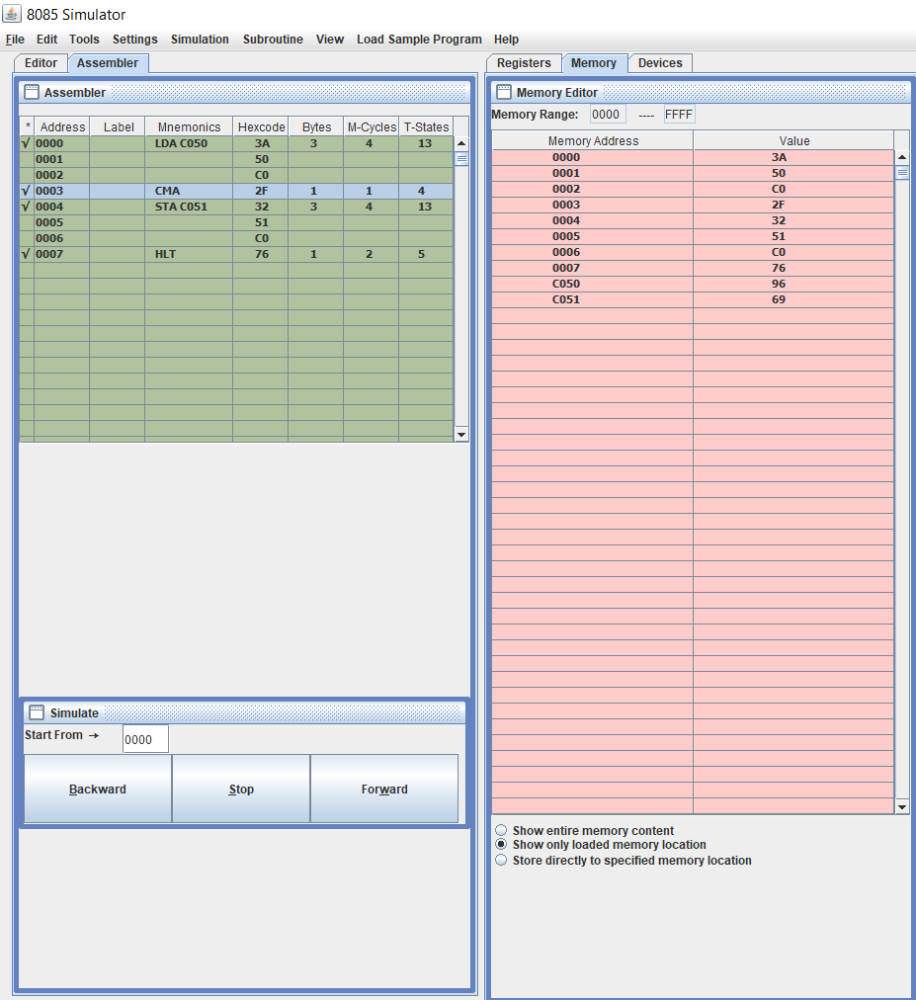 8085 Simulator
File Edit Tools Settings Simulation Subroutine View Load Sample Program Help
Editor Assembler
Assembler
* Address Label Mnemonics Hexcode Bytes M-Cycles T-States
√ 0000 LDA C050 3A 3 4 13
0001 50
0002 C0
√ 0003 CMA 2F 1 1 4
√ 0004 STA C051 32 3 4 13
0005 51
0006 C0
√ 0007 HLT 76 1 2 5
Simulate
Start From → 0000
Backward Stop Forward
Registers Memory Devices
Memory Editor
Memory Range: 0000 ---- FFFF
Memory Address Value
0000 3A
0001 50
0002 C0
0003 2F
0004 32
0005 51
0006 C0
0007 76
C050 96
C051 69
Show entire memory content
Show only loaded memory location
Store directly to specified memory location